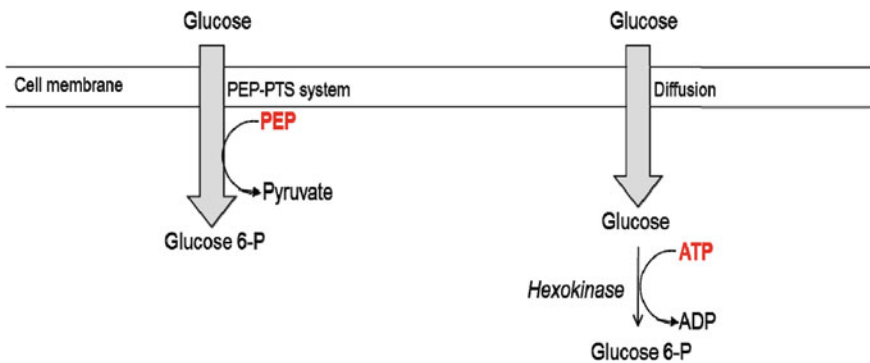 Glucose
Glucose
Cell membrane
PEP-PTS system
Diffusion
PEP
Pyruvate
Glucose 6-P
Glucose
ATP
Hexokinase
ADP
Glucose 6-P